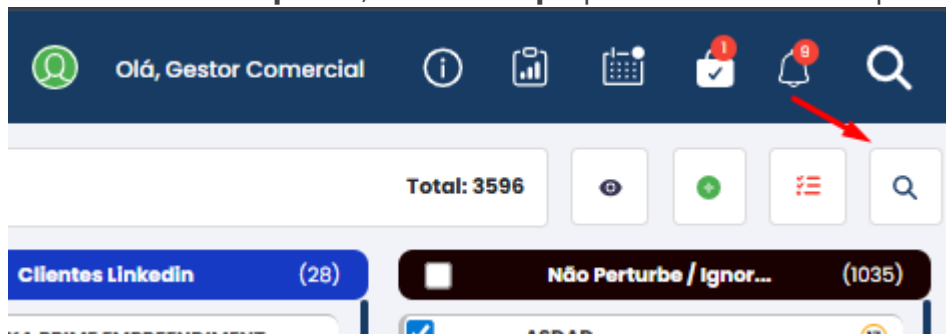 Olá, Gestor Comercial
1
9
Total: 3596
Clientes Linkedin (28)
Não Perturbe / Ignor... (1035)